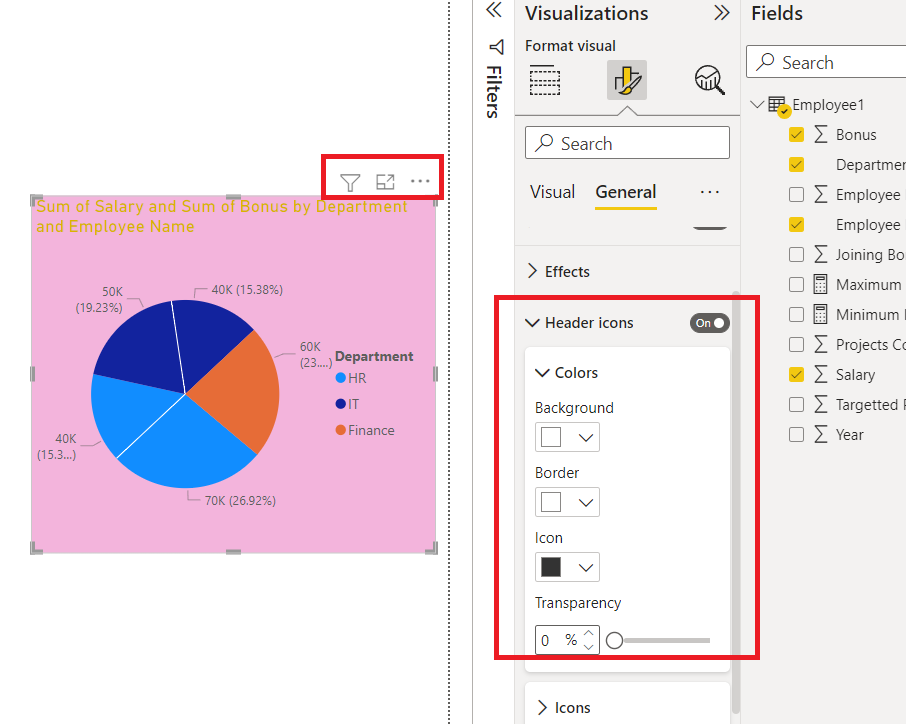 Sum of Salary and Sum of Bonus by Department
and Employee Name
50K
(19.23%)
40K (15.38%)
60K
(23....)
40K
(15.3...)
70K (26.92%)
Department
HR
IT
Finance
Filters
Visualizations
Format visual
Search
Visual
General
...
Effects
Header icons
On
Colors
Background
Border
Icon
Transparency
0 %
Icons
Fields
Search
Employee1
Bonus
Departmen
Employee
Employee
Joining Bo
Maximum
Minimum
Projects Co
Salary
Targetted
Year